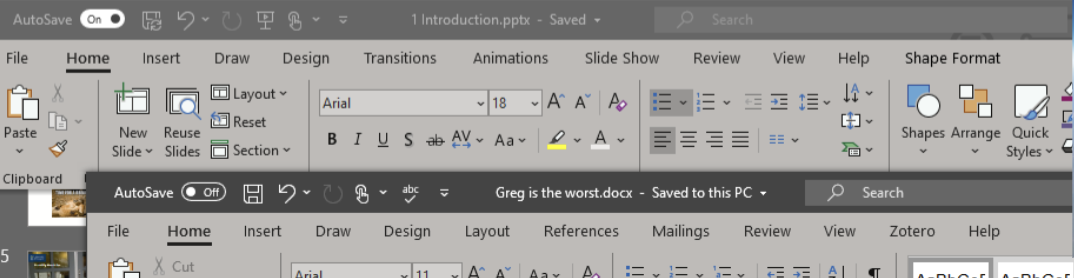 AutoSave On 1 Introduction.pptx - Saved Search
File Home Insert Draw Design Transitions Animations Slide Show Review View Help Shape Format
Paste New Slide Reuse Slides Layout Reset Section
Arial 18
B I U S ab AV Aa A
Shapes Arrange Quick Styles
Clipboard
AutoSave Off abc Greg is the worst.docx - Saved to this PC Search
File Home Insert Draw Design Layout References Mailings Review View Zotero Help
5
Cut
Arial 11 A A Aa A